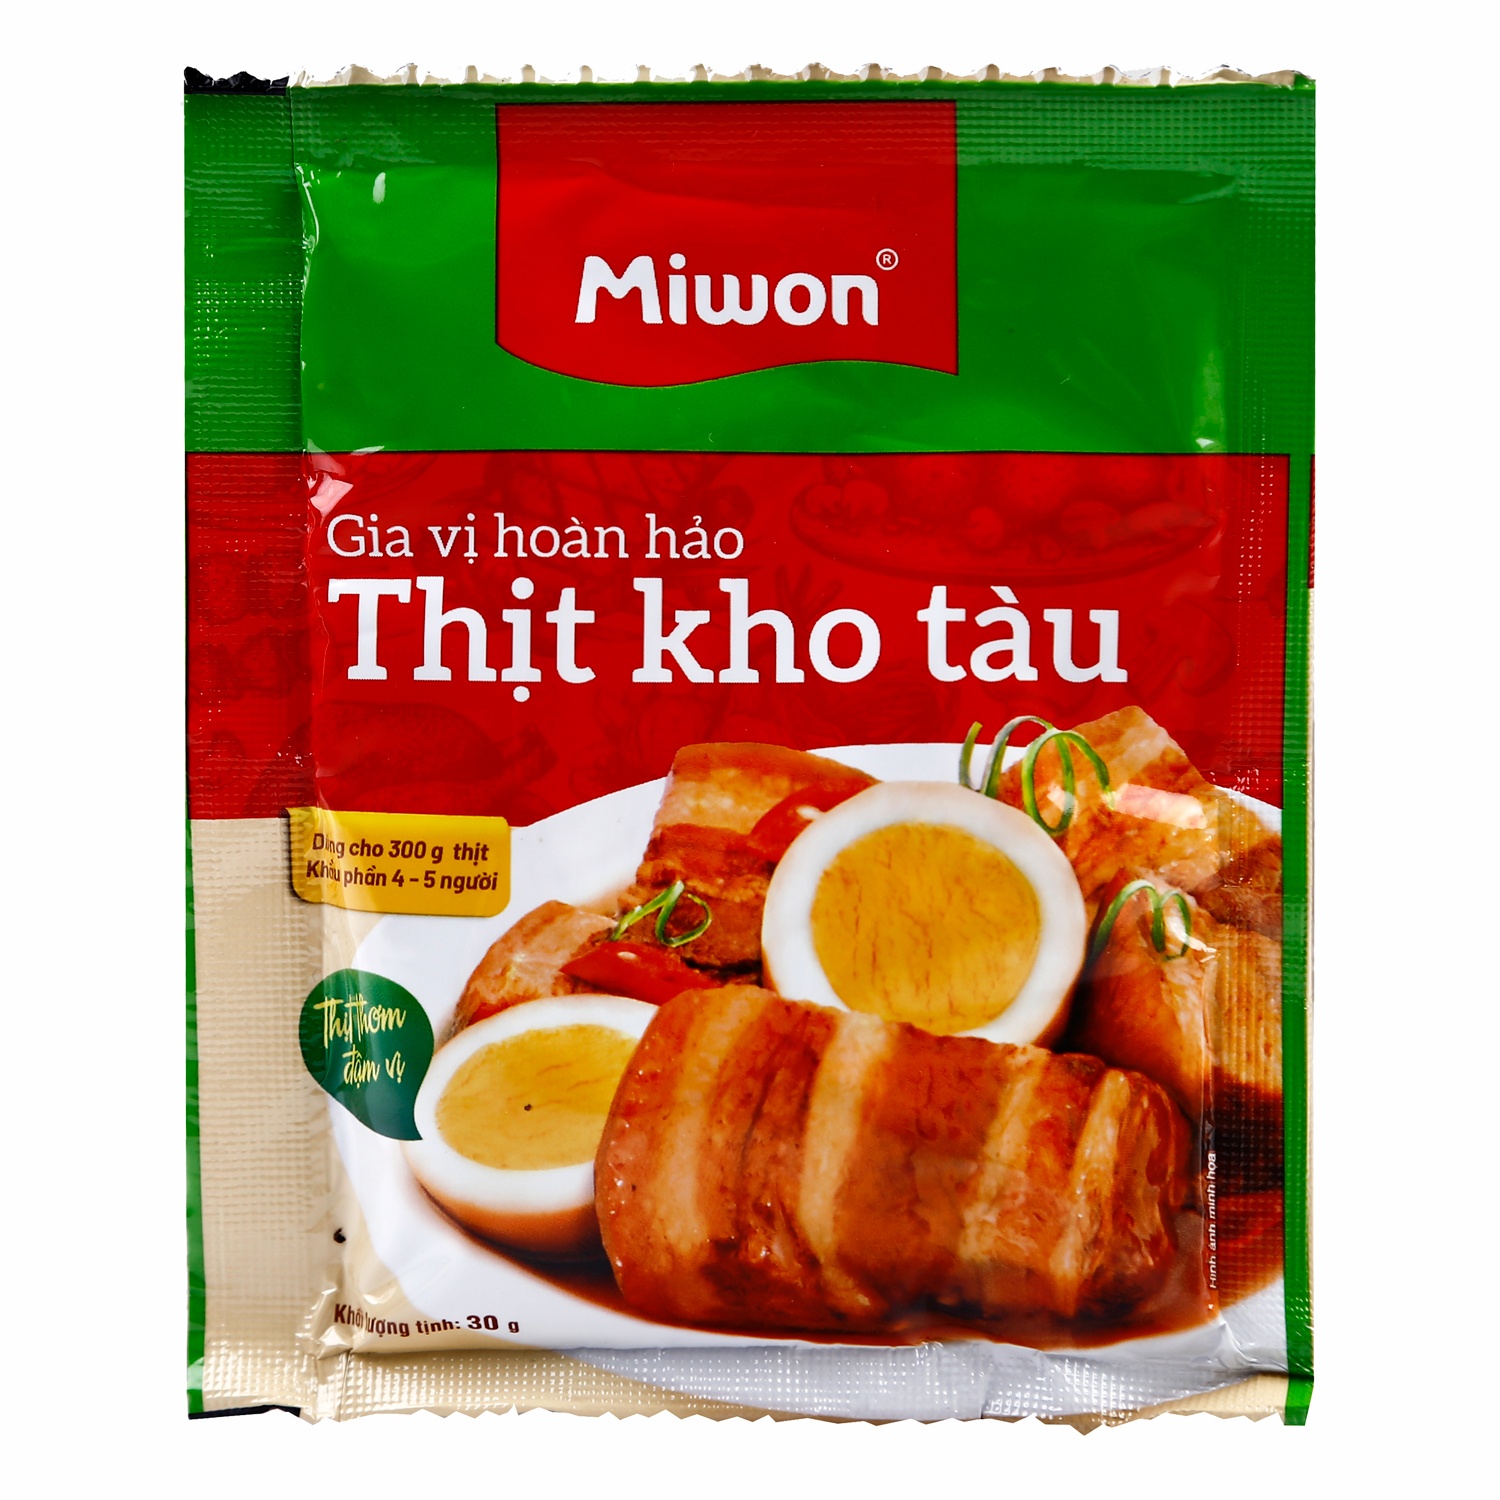 Miwon®
Gia vị hoàn hảo
Thịt kho tàu
Dùng cho 300 g thịt
Khẩu phần 4 - 5 người
Thịt thơm
đậm vị
Hình ảnh minh họa
Khối lượng tịnh: 30 g